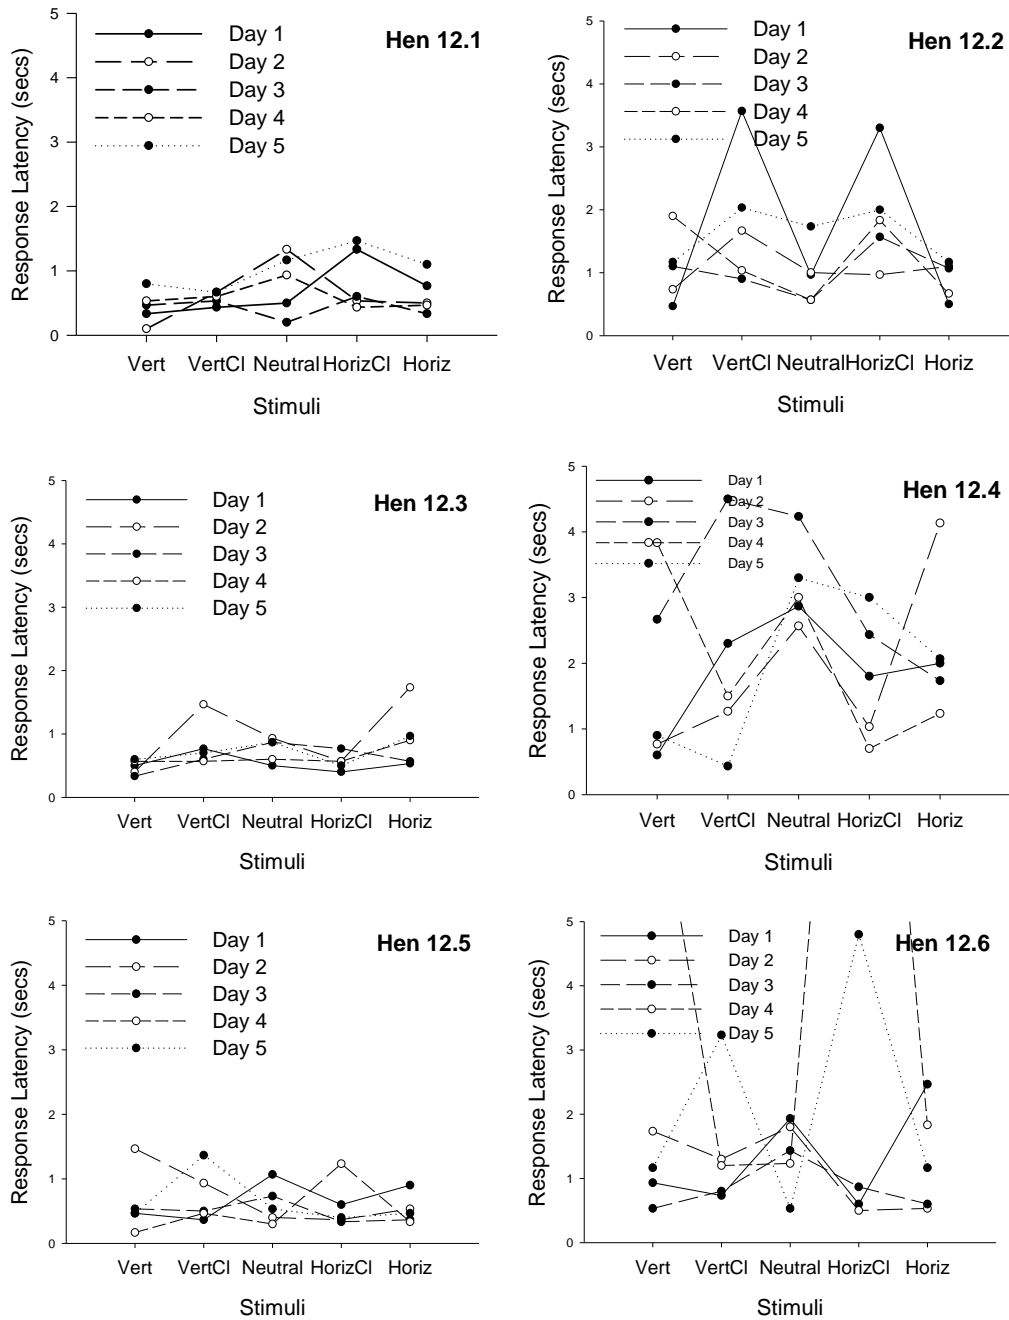 Hen 12.1
Day 1
Day 2
Day 3
Day 4
Day 5
Response Latency (secs)
5
4
3
2
1
0
Vert VertCl Neutral HorizCl Horiz
Stimuli
Hen 12.2
Day 1
Day 2
Day 3
Day 4
Day 5
Response Latency (secs)
5
4
3
2
1
0
Vert VertCl Neutral HorizCl Horiz
Stimuli
Hen 12.3
Day 1
Day 2
Day 3
Day 4
Day 5
Response Latency (secs)
5
4
3
2
1
0
Vert VertCl Neutral HorizCl Horiz
Stimuli
Hen 12.4
Day 1
Day 2
Day 3
Day 4
Day 5
Response Latency (secs)
5
4
3
2
1
0
Vert VertCl Neutral HorizCl Horiz
Stimuli
Hen 12.5
Day 1
Day 2
Day 3
Day 4
Day 5
Response Latency (secs)
5
4
3
2
1
0
Vert VertCl Neutral HorizCl Horiz
Stimuli
Hen 12.6
Day 1
Day 2
Day 3
Day 4
Day 5
Response Latency (secs)
5
4
3
2
1
0
Vert VertCl Neutral HorizCl Horiz
Stimuli